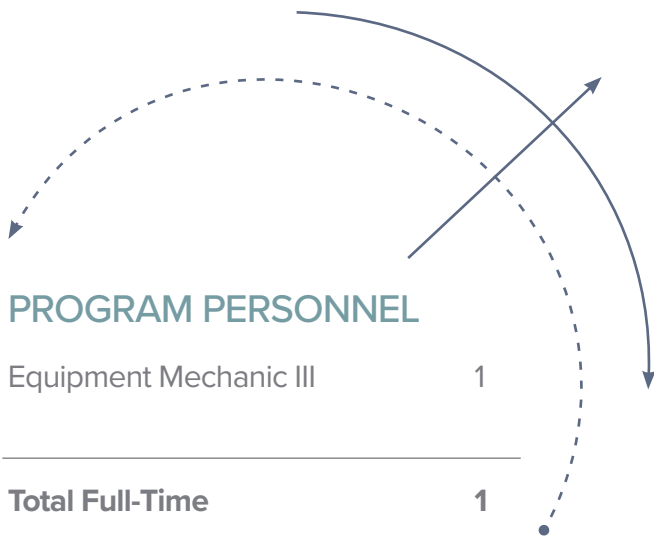 PROGRAM PERSONNEL
Equipment Mechanic III 1
Total Full-Time 1